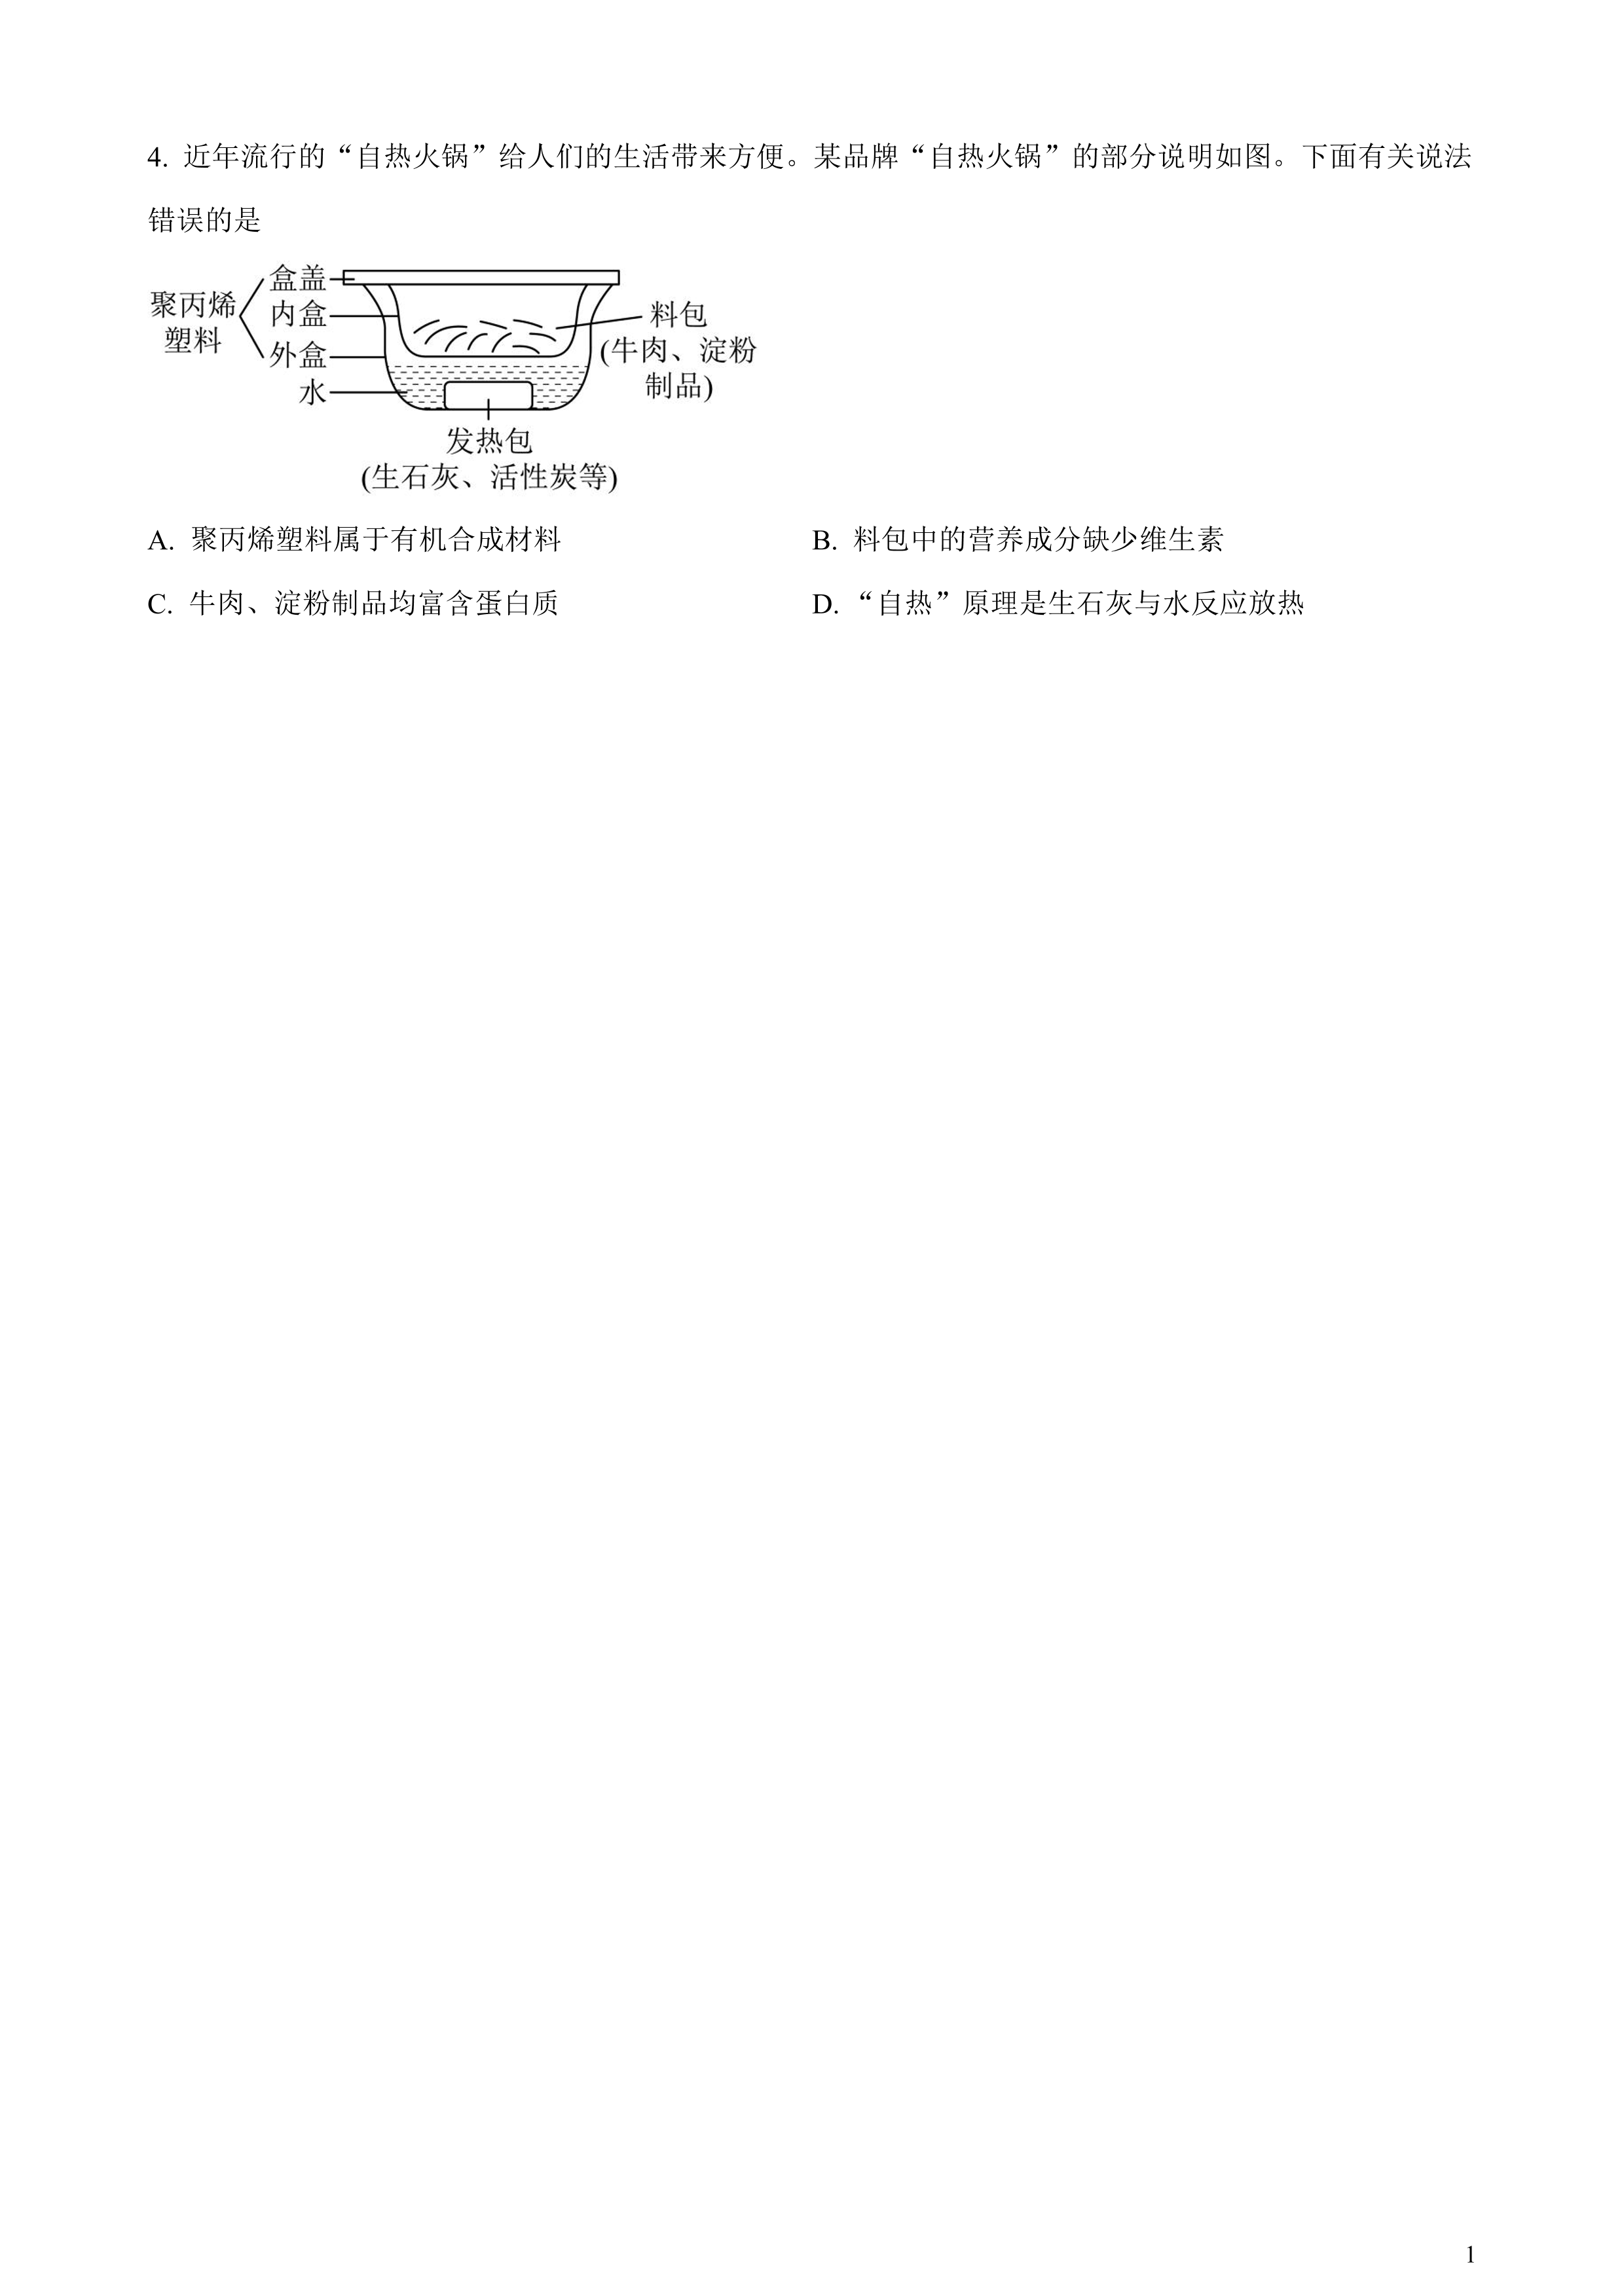 4. 近年流行的“自热火锅”给人们的生活带来方便。某品牌“自热火锅”的部分说明如图。下面有关说法
错误的是
聚丙烯
塑料
盒盖
内盒
外盒
水
料包
(牛肉、淀粉
制品)
发热包
(生石灰、活性炭等)
A. 聚丙烯塑料属于有机合成材料 B. 料包中的营养成分缺少维生素
C. 牛肉、淀粉制品均富含蛋白质 D. “自热”原理是生石灰与水反应放热
1